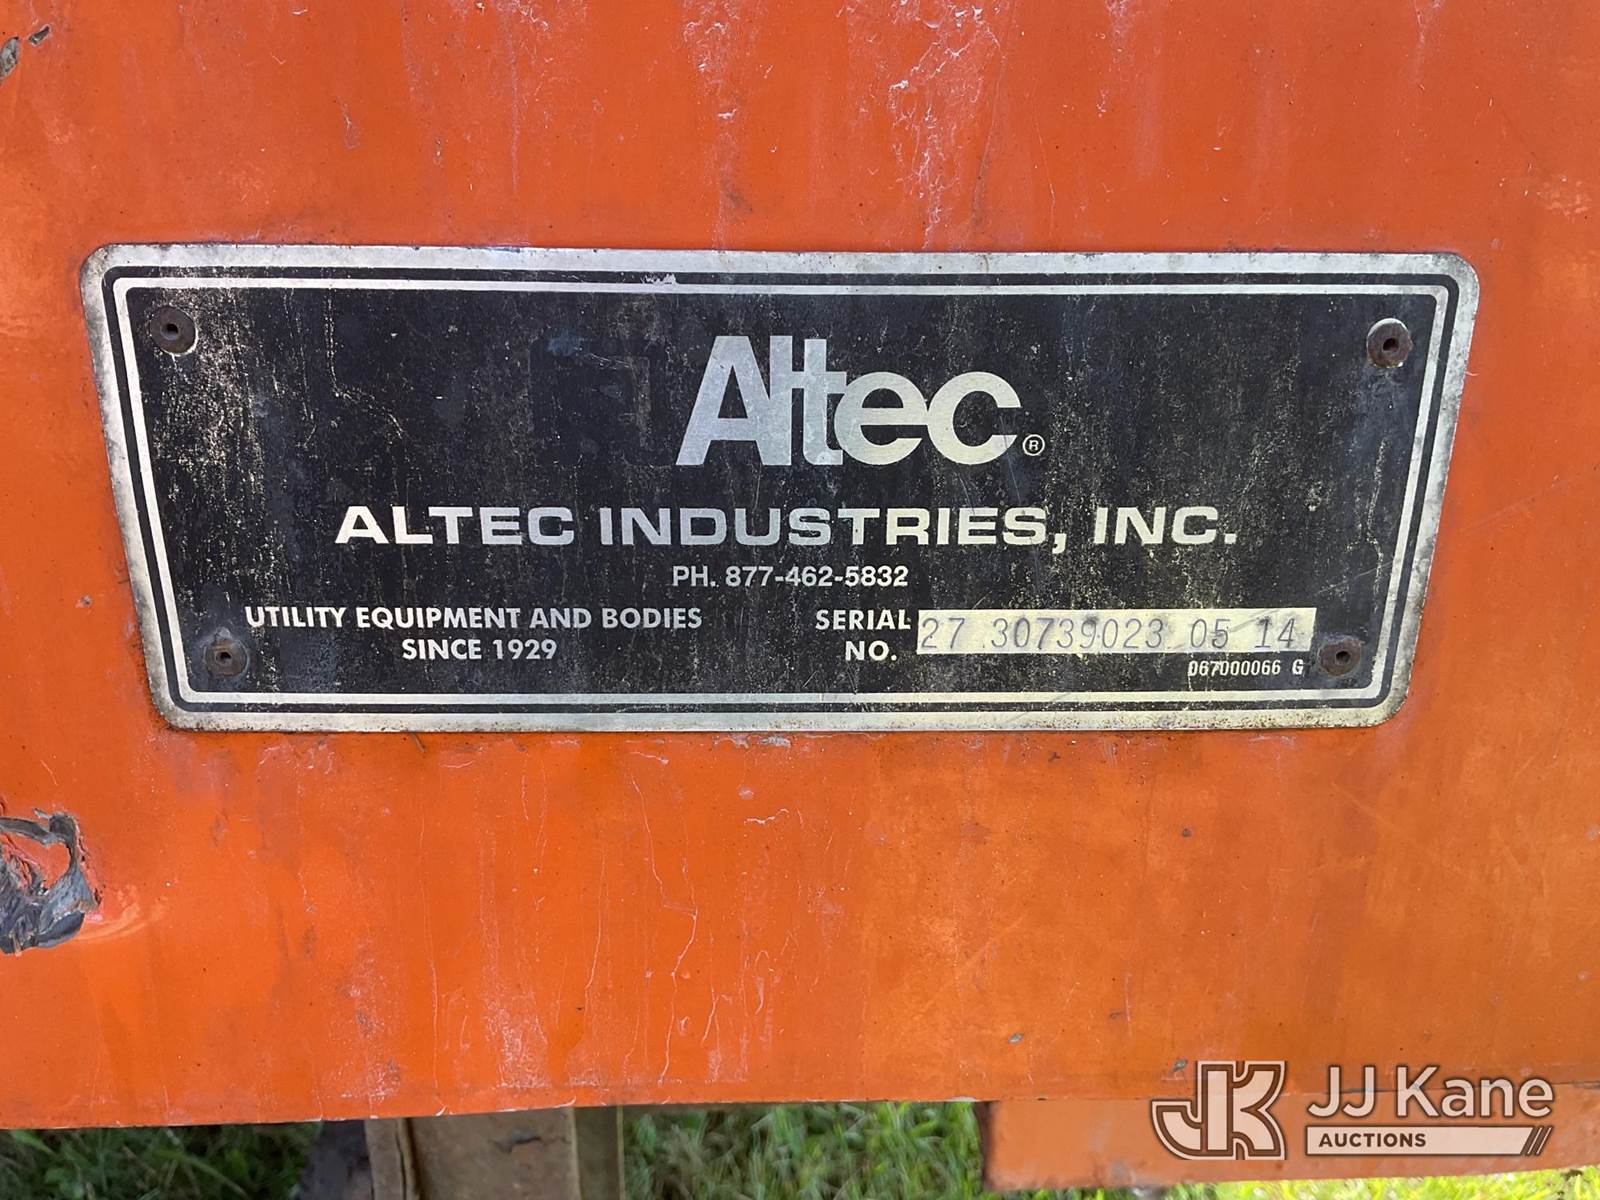 Altec®
ALTEC INDUSTRIES, INC.
PH. 877-462-5832
UTILITY EQUIPMENT AND BODIES
SINCE 1929
SERIAL NO. 27 30739023 05 14
067000066 G
JK JJ Kane
AUCTIONS